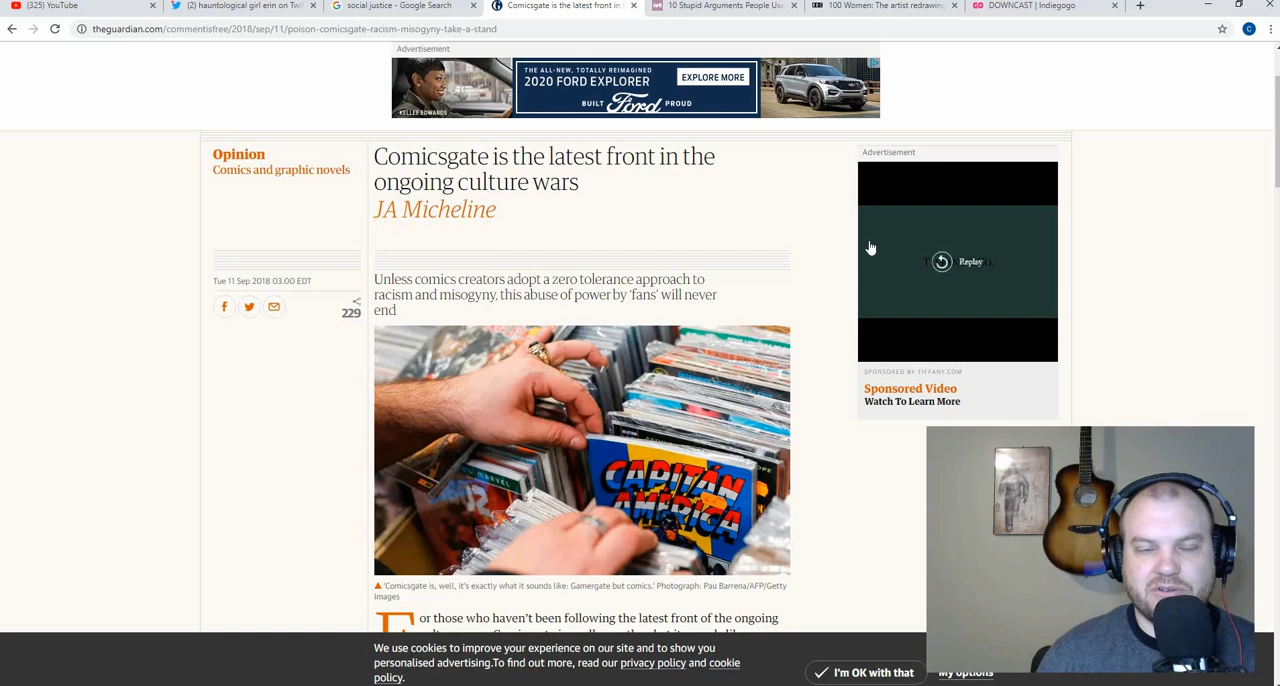 (325) YouTube
(2) hauntological girl erin on Twi
social justice - Google Search
Comicsgate is the latest front in
10 Stupid Arguments People Use
100 Women: The artist redrawing
DOWNCAST | Indiegogo
theguardian.com/commentisfree/2018/sep/11/poison-comicsgate-racism-misogyny-take-a-stand
C
Advertisement
THE ALL-NEW, TOTALLY REIMAGINED
2020 FORD EXPLORER
EXPLORE MORE
BUILT Ford PROUD
KELLEE EDWARDS
Opinion
Comics and graphic novels
Comicsgate is the latest front in the
ongoing culture wars
JA Micheline
Advertisement
Replay
Tue 11 Sep 2018 03.00 EDT
229
Unless comics creators adopt a zero tolerance approach to
racism and misogyny, this abuse of power by 'fans' will never
end
SPONSORED BY TIFFANY.COM
Sponsored Video
Watch To Learn More
MARVEL
CAPITÁN
AMERICA
'Comicsgate is, well, it's exactly what it sounds like: Gamergate but comics.' Photograph: Pau Barrena/AFP/Getty
Images
For those who haven't been following the latest front of the ongoing
We use cookies to improve your experience on our site and to show you
personalised advertising.To find out more, read our privacy policy and cookie
policy.
I'm OK with that
My options